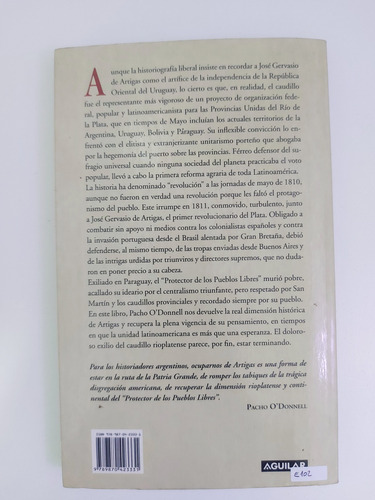 Aunque la historiografía liberal insiste en recordar a José Gervasio
de Artigas como el artífice de la independencia de la República
Oriental del Uruguay, lo cierto es que, en realidad, el caudillo
fue el representante más vigoroso de un proyecto de organización fede-
ral, popular y latinoamericanista para las Provincias Unidas del Río de
la Plata, que en tiempos de Mayo incluían los actuales territorios de la
Argentina, Uruguay, Bolivia y Paraguay. Su inflexible convicción lo en-
frentó con el elitista y extranjerizante unitarismo porteño que apogaba
por la hegemonía del puerto sobre las provincias. Férreo defensor del su-
fragio universal cuando ninguna sociedad del planeta practicaba el voto
popular, llevó a cabo la primera reforma agraria de toda Latinoamérica.
La historia ha denominado "revolución" a las jornadas de mayo de 1810,
aunque no fueron en verdad una revolución porque les faltó el protago-
nismo del pueblo. Este irrumpe en 1811, conmovido, turbulento, junto
a José Gervasio de Artigas, el primer revolucionario del Plata. Obligado a
combatir sin apoyo ni medios contra los colonialistas españoles y contra
la invasión portuguesa desde el Brasil alentada por Gran Bretaña, debió
defenderse, al mismo tiempo, de las tropas enviadas desde Buenos Aires y
de las intrigas urdidas por triunviros y directores supremos, que no duda-
ron en poner precio a su cabeza.
Exiliado en Paraguay, el "Protector de los Pueblos Libres" murió pobre,
acallado su ideario por el centralismo triunfante, pero respetado por San
Martín y los caudillos provinciales y recordado siempre por su pueblo.
En este libro, Pacho O'Donnell nos devuelve la real dimensión histórica
de Artigas y recupera la plena vigencia de su pensamiento, en tiempos
en que la unidad latinoamericana es más que una esperanza. El doloro-
so exilio del caudillo rioplatense parece, por fin, estar terminando.
Para los historiadores argentinos, ocuparnos de Artigas es una forma de
estar en la ruta de la Patria Grande, de romper los tabiques de la trágica
disgregación americana, de recuperar la dimensión rioplatense y conti-
nental del "Protector de los Pueblos Libres".
PACHO O'DONNELL
AGUILAR